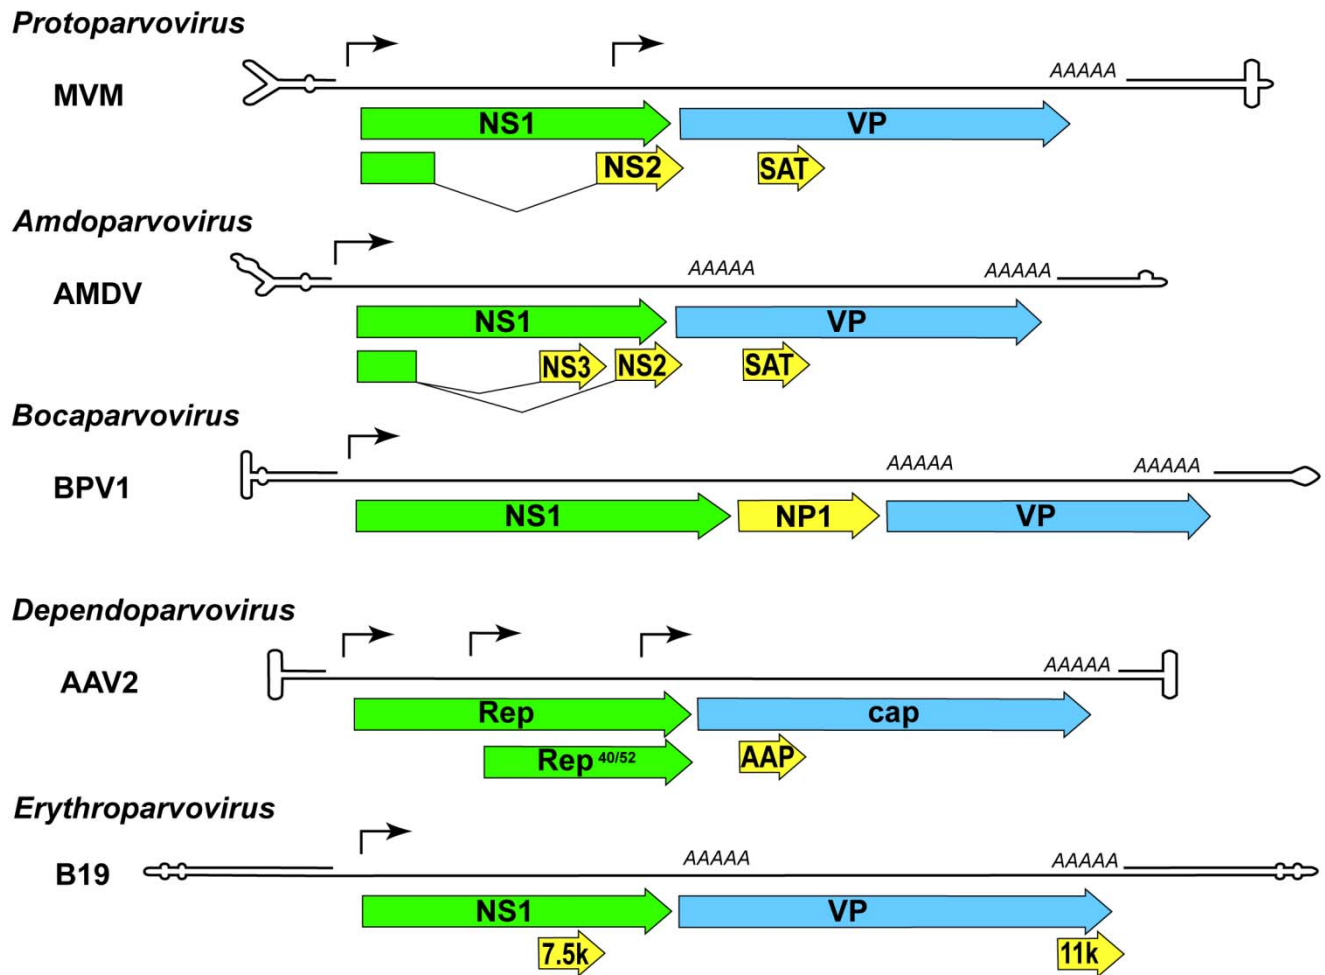 Protoparvovirus
MVM
AAAAA
NS1 VP
NS2 SAT
Amdoparvovirus
AMDV
AAAAA AAAAA
NS1 VP
NS3 NS2 SAT
Bocaparvovirus
BPV1
AAAAA AAAAA
NS1 NP1 VP
Dependoparvovirus
AAV2
AAAAA
Rep cap
Rep 40/52 AAP
Erythroparvovirus
B19
AAAAA AAAAA
NS1 VP
7.5k 11k